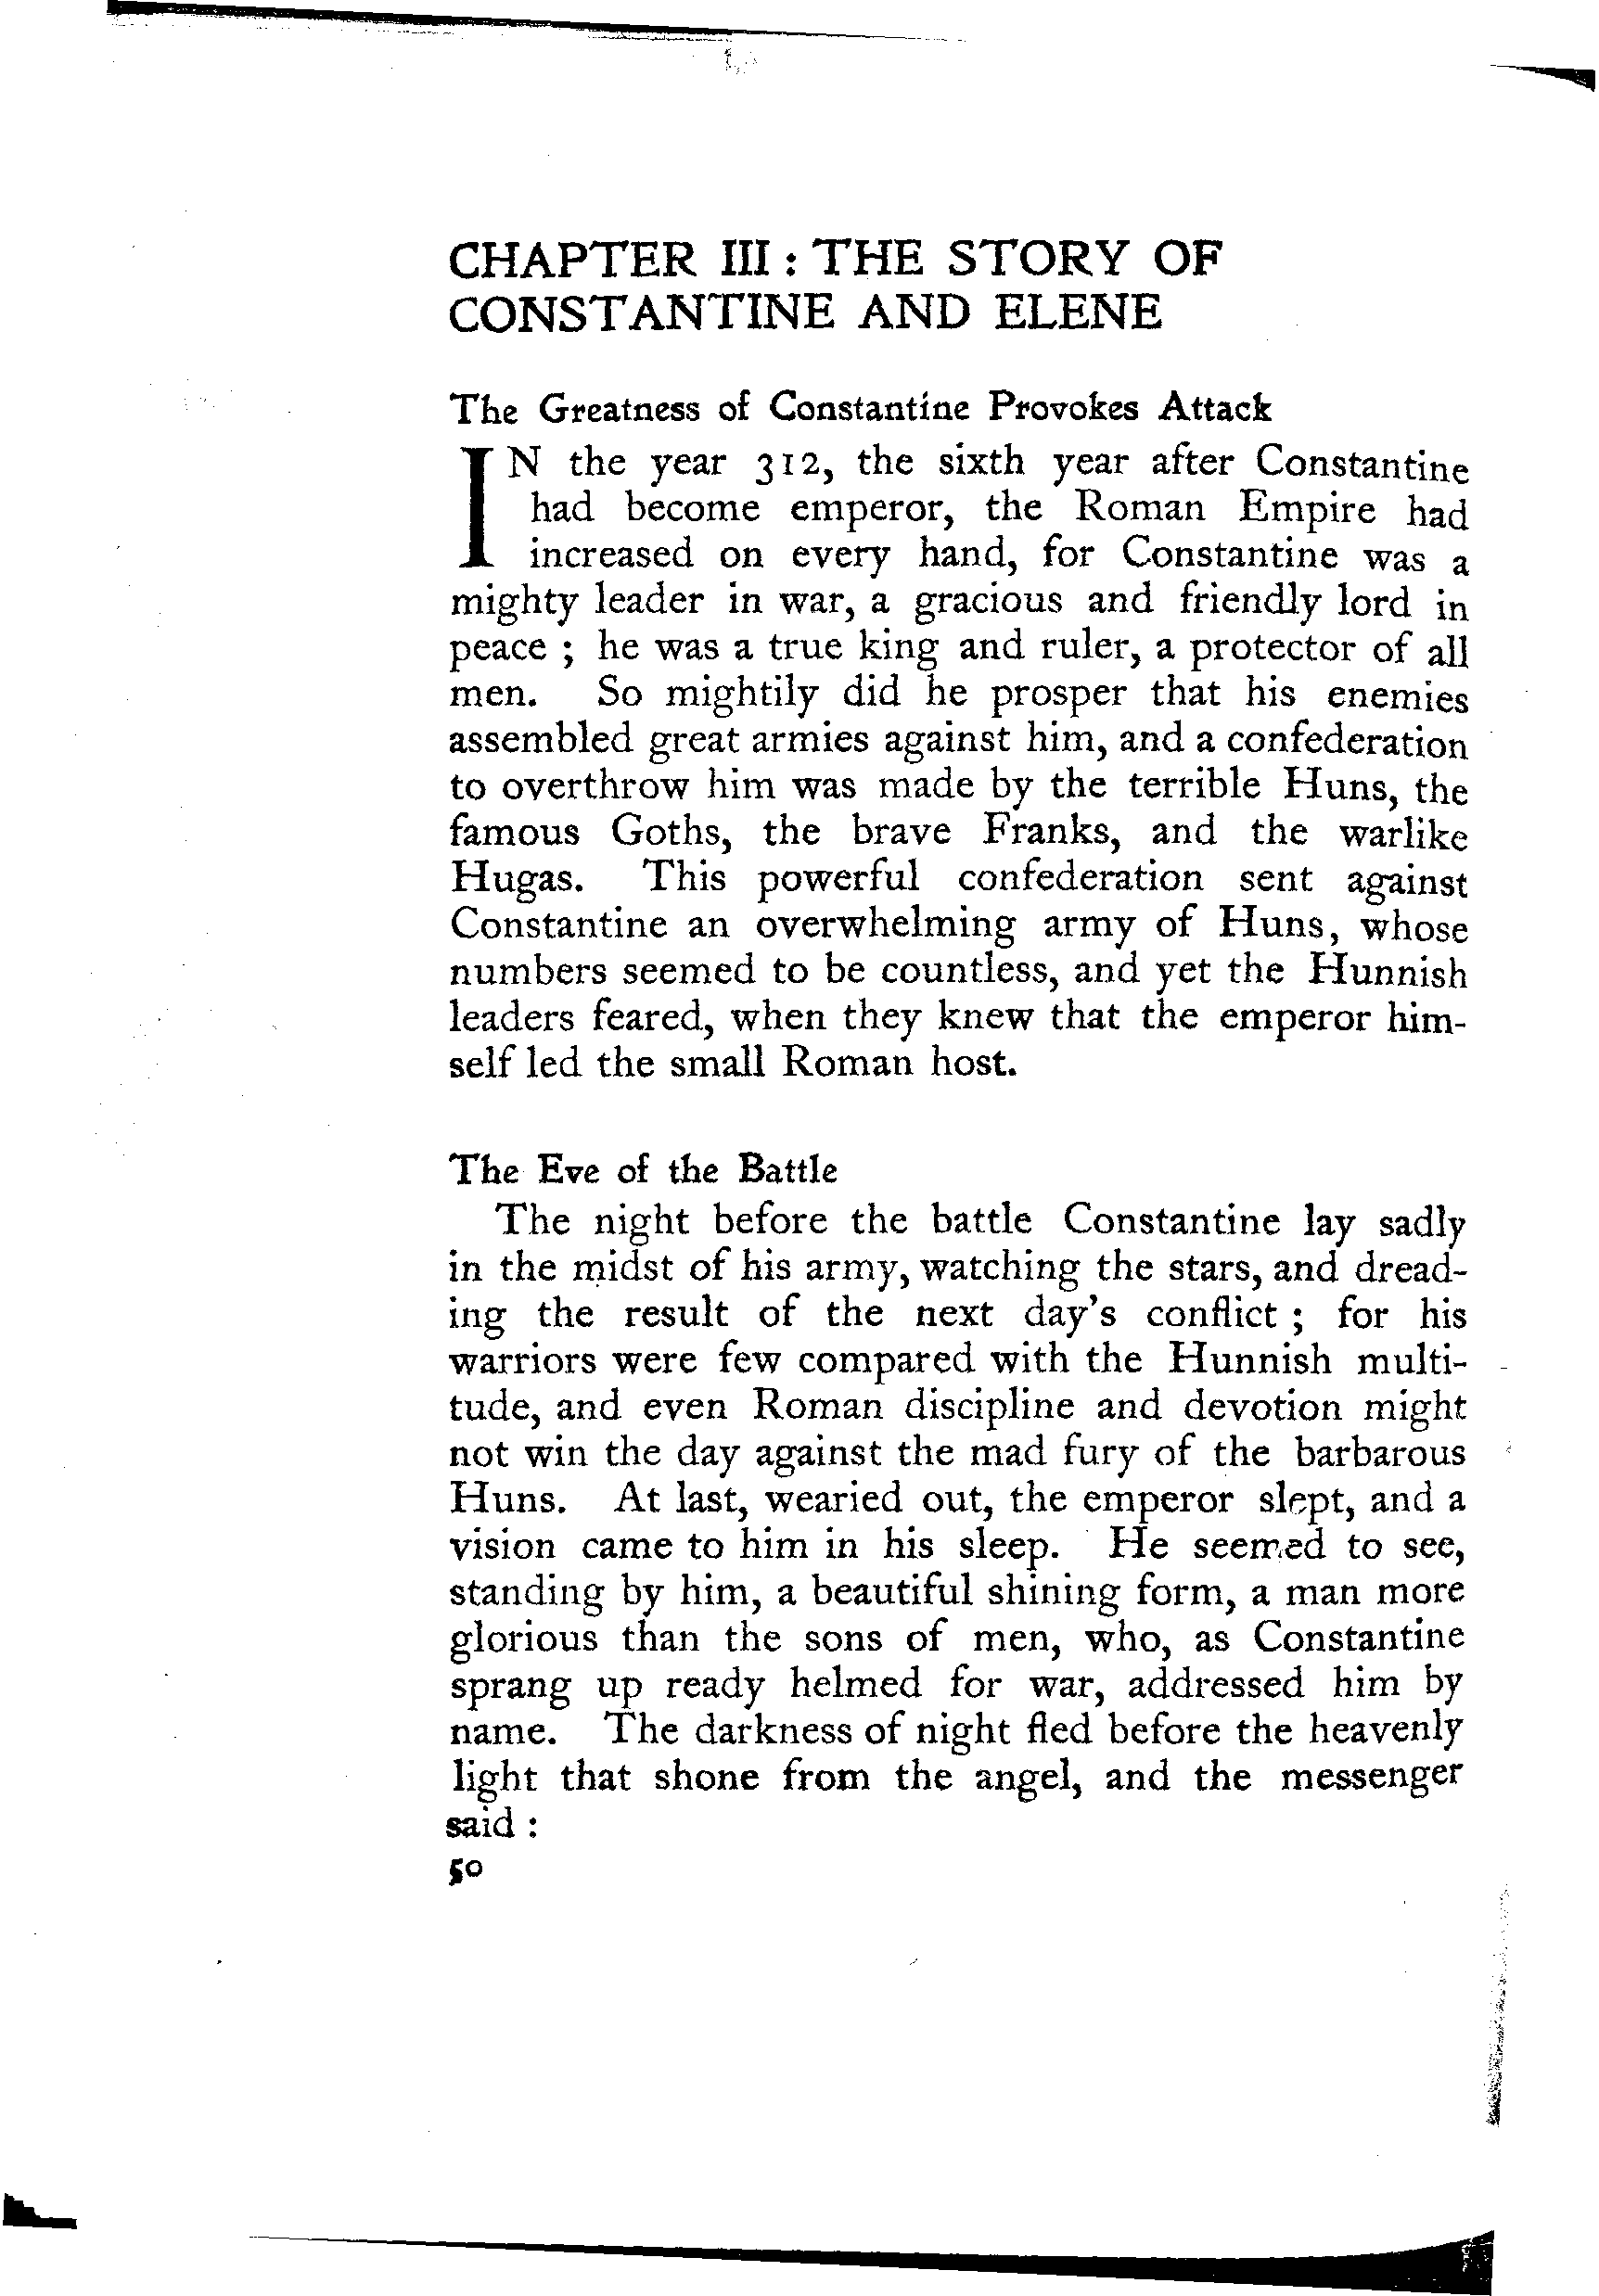 CHAPTER III : THE STORY OF
CONSTANTINE AND ELENE
The Greatness of Constantine Provokes Attack
IN the year 312, the sixth year after Constantine
had become emperor, the Roman Empire had
increased on every hand, for Constantine was a
mighty leader in war, a gracious and friendly lord in
peace ; he was a true king and ruler, a protector of all
men. So mightily did he prosper that his enemies
assembled great armies against him, and a confederation
to overthrow him was made by the terrible Huns, the
famous Goths, the brave Franks, and the warlike
Hugas. This powerful confederation sent against
Constantine an overwhelming army of Huns, whose
numbers seemed to be countless, and yet the Hunnish
leaders feared, when they knew that the emperor him-
self led the small Roman host.
The Eve of the Battle
The night before the battle Constantine lay sadly
in the midst of his army, watching the stars, and dread-
ing the result of the next day's conflict ; for his
warriors were few compared with the Hunnish multi-
tude, and even Roman discipline and devotion might
not win the day against the mad fury of the barbarous
Huns. At last, wearied out, the emperor slept, and a
vision came to him in his sleep. He seemed to see,
standing by him, a beautiful shining form, a man more
glorious than the sons of men, who, as Constantine
sprang up ready helmed for war, addressed him by
name. The darkness of night fled before the heavenly
light that shone from the angel, and the messenger
said :
50